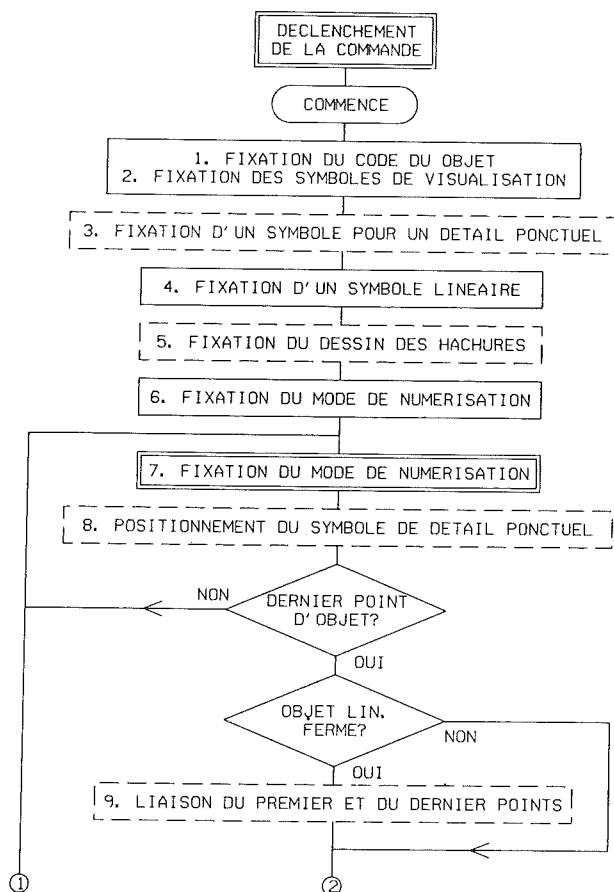 DECLENCHEMENT
DE LA COMMANDE
COMMENCE
1. FIXATION DU CODE DU OBJET
2. FIXATION DES SYMBOLES DE VISUALISATION
3. FIXATION D'UN SYMBOLE POUR UN DETAIL PONCTUEL
4. FIXATION D'UN SYMBOLE LINEAIRE
5. FIXATION DU DESSIN DES HACHURES
6. FIXATION DU MODE DE NUMERISATION
7. FIXATION DU MODE DE NUMERISATION
8. POSITIONNEMENT DU SYMBOLE DE DETAIL PONCTUEL
NON
DERNIER POINT
D'OBJET?
OUI
OBJET LIN.
FERME?
NON
OUI
9. LIAISON DU PREMIER ET DU DERNIER POINTS
1
2